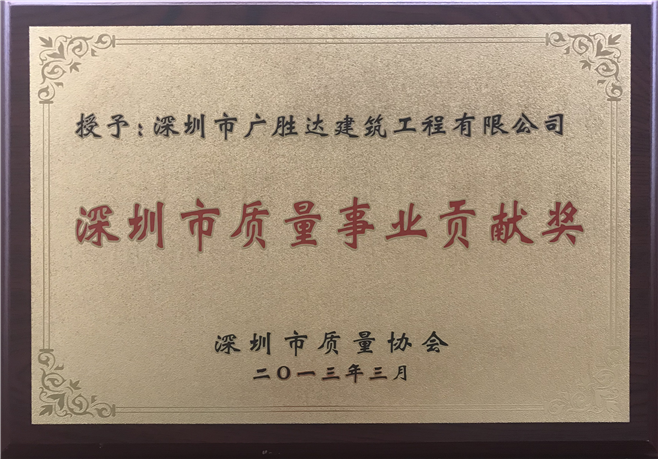 授予:深圳市广胜达建筑工程有限公司
深圳市质量事业贡献奖
深圳市质量协会
二〇一三年三月